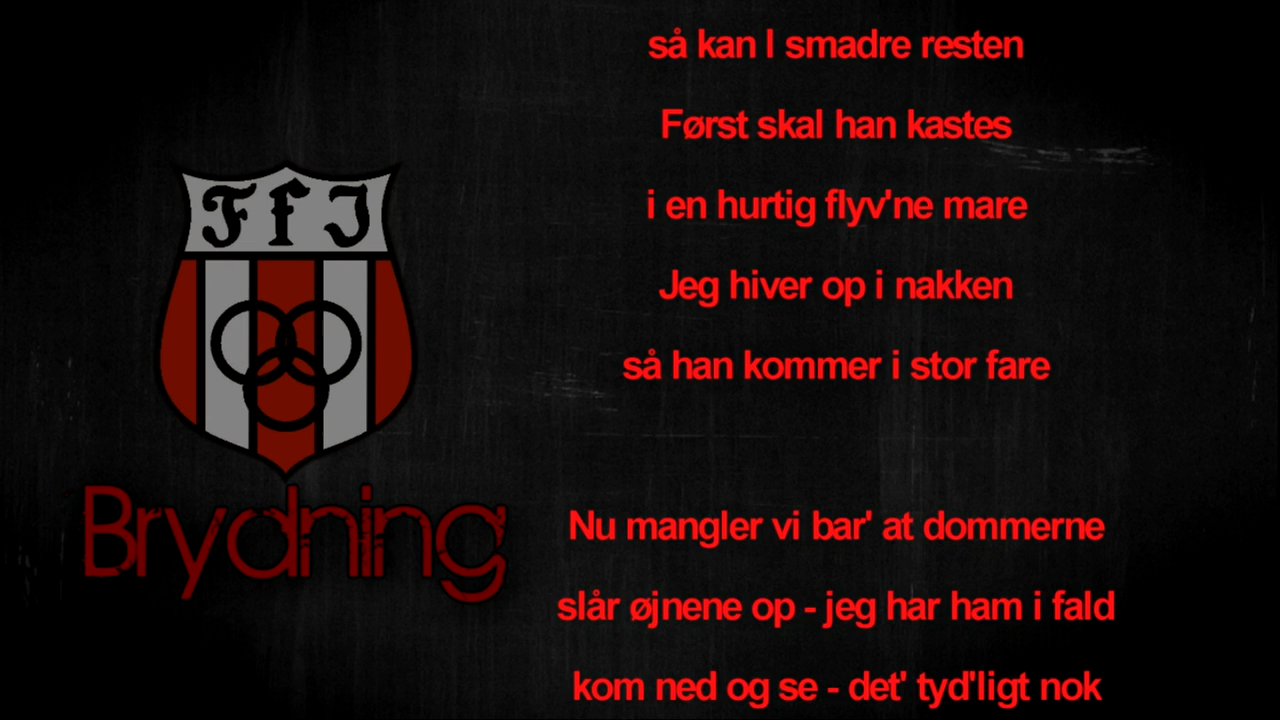 FfI
Brydning
så kan I smadre resten
Først skal han kastes
i en hurtig flyv'ne mare
Jeg hiver op i nakken
så han kommer i stor fare
Nu mangler vi bar' at dommerne
slår øjnene op - jeg har ham i fald
kom ned og se - det' tyd'ligt nok